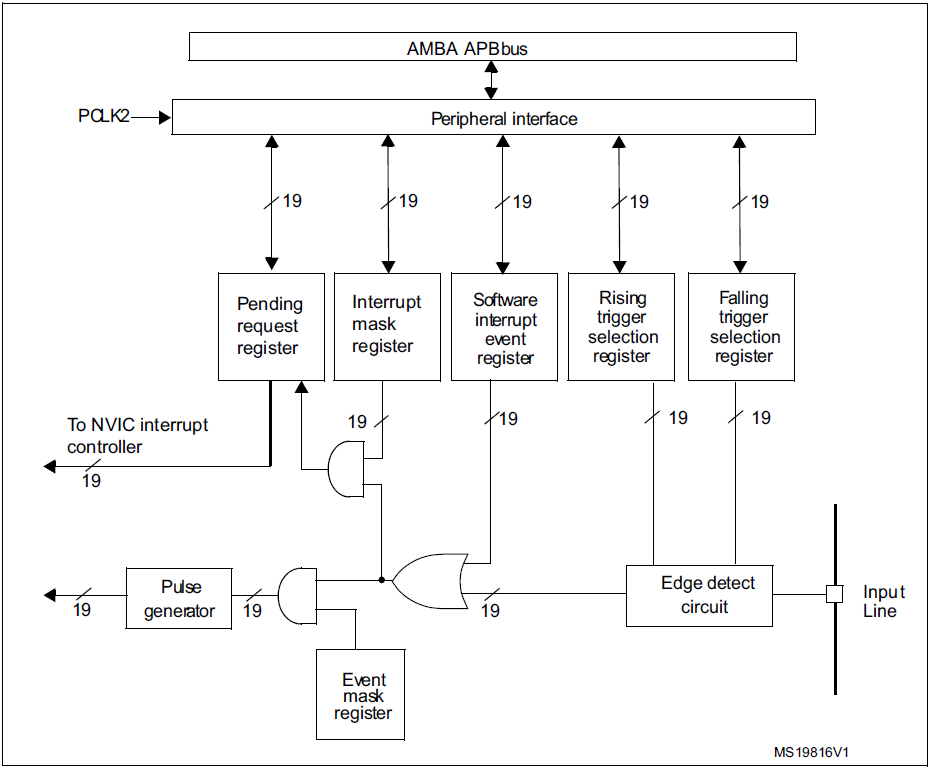 AMBA APB bus
PCLK2
Peripheral interface
19
19
19
19
19
Pending
request
register
Interrupt
mask
register
Software
interrupt
event
register
Rising
trigger
selection
register
Falling
trigger
selection
register
To NVIC interrupt
controller
19
19
19
19
19
Pulse
generator
19
19
19
Edge detect
circuit
Input
Line
Event
mask
register
MS19816V1